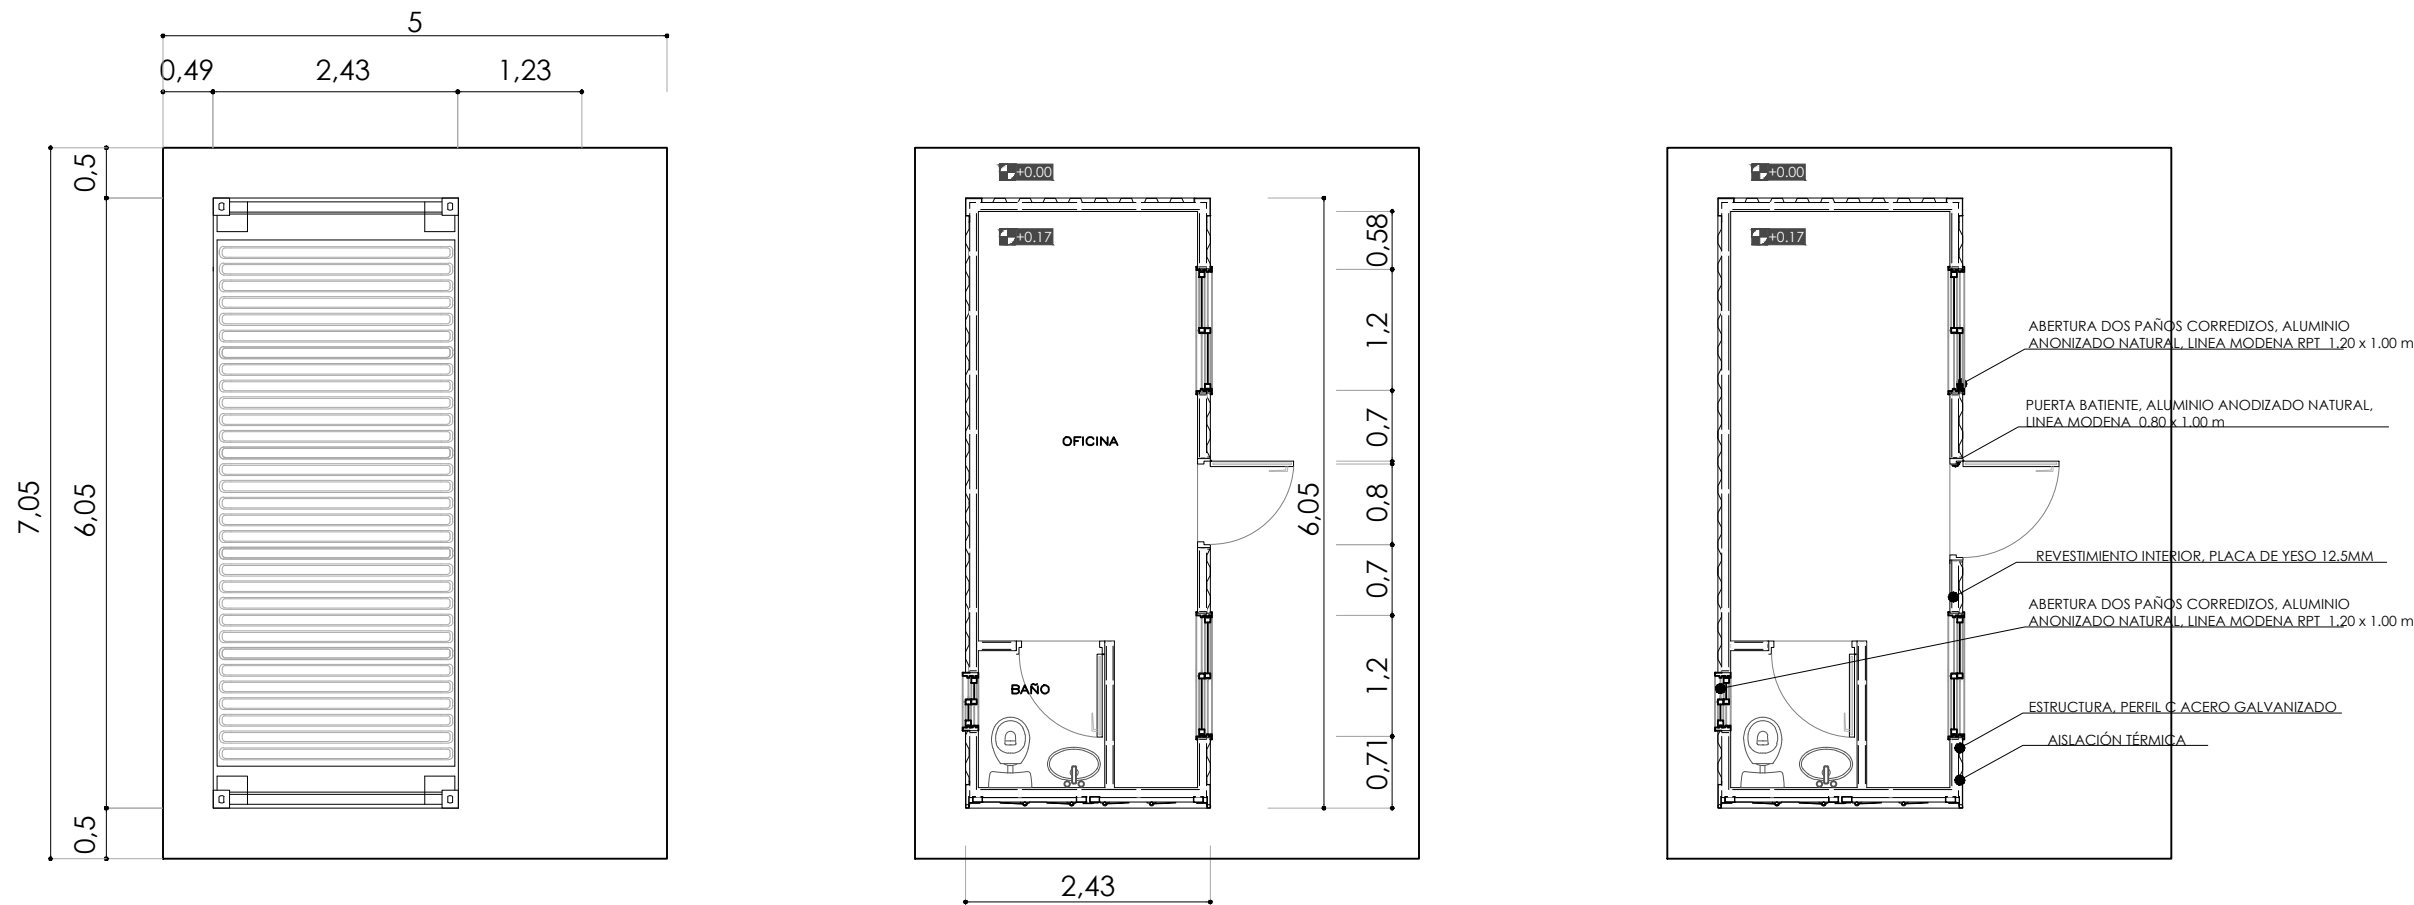 5
0,49
2,43
1,23
0,5
6,05
7,05
0,5
+0.00
+0.17
OFICINA
BAÑO
0,58
1,2
0,7
0,8
6,05
0,7
1,2
0,71
2,43
+0.00
+0.17
ABERTURA DOS PAÑOS CORREDIZOS, ALUMINIO
ANONIZADO NATURAL, LINEA MODENA RPT 1.20 x 1.00 m
PUERTA BATIENTE, ALUMINIO ANODIZADO NATURAL,
LINEA MODENA 0.80 x 1.00 m
REVESTIMIENTO INTERIOR, PLACA DE YESO 12.5MM
ABERTURA DOS PAÑOS CORREDIZOS, ALUMINIO
ANONIZADO NATURAL, LINEA MODENA RPT 1.20 x 1.00 m
ESTRUCTURA, PERFIL C ACERO GALVANIZADO
AISLACIÓN TÉRMICA